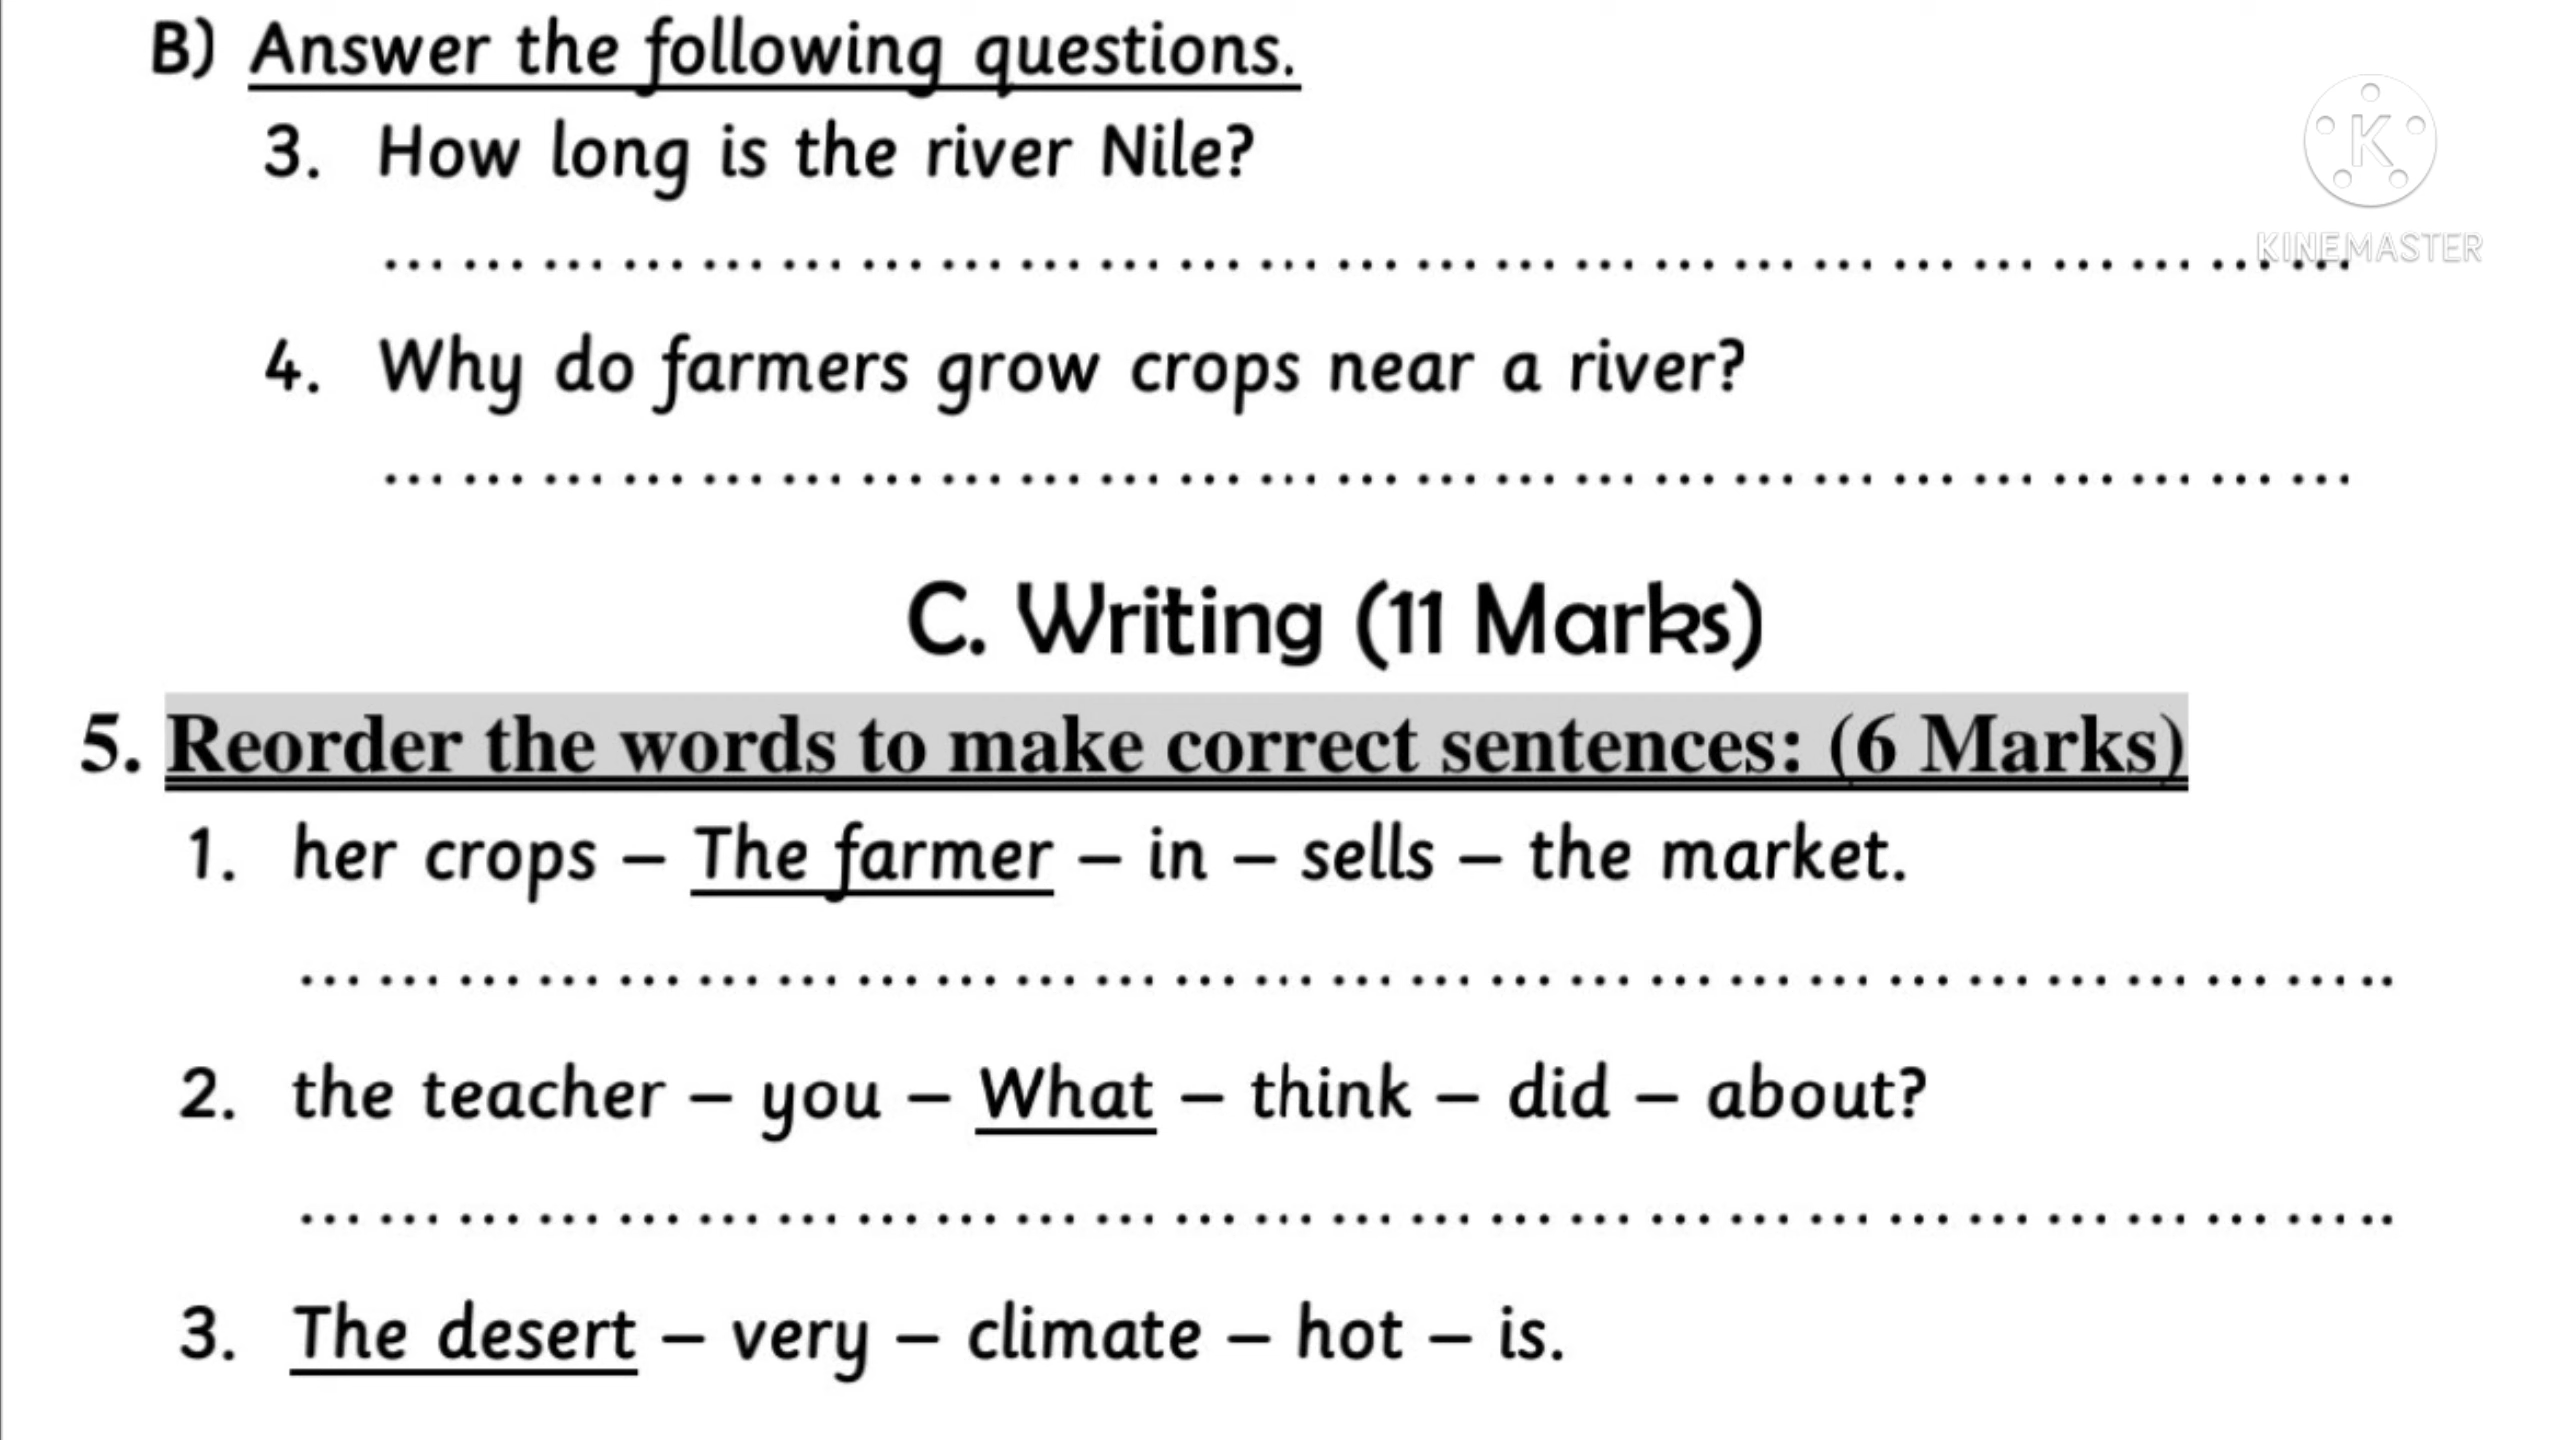 B) Answer the following questions.
3. How long is the river Nile?
K
KINEMASTER
………………………………………………………………………
4. Why do farmers grow crops near a river?
………………………………………………………………………
C. Writing (11 Marks)
5. Reorder the words to make correct sentences: (6 Marks)
1. her crops – The farmer – in – sells – the market.
…………………………………………………………………………..
2. the teacher – you – What – think – did – about?
…………………………………………………………………………..
3. The desert – very – climate – hot – is.